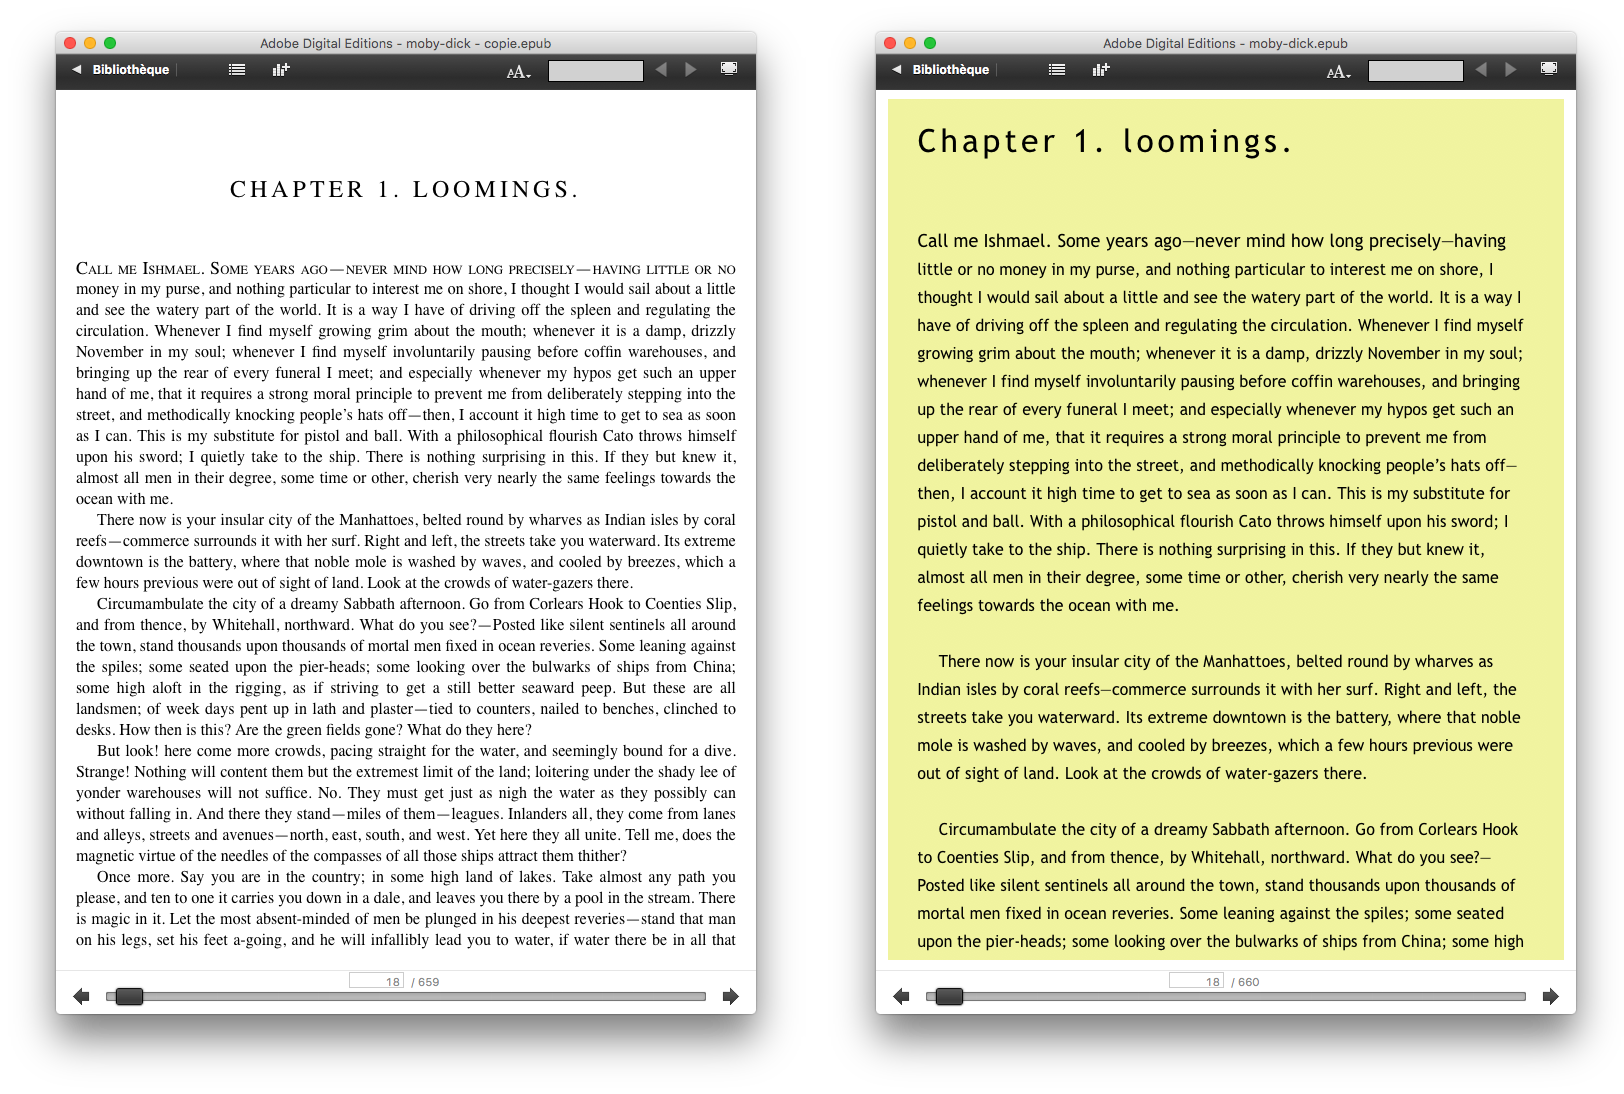 Adobe Digital Editions - moby-dick - copie.epub
Bibliothèque
AA
CHAPTER 1. LOOMINGS.
CALL ME ISHMAEL. SOME YEARS AGO—NEVER MIND HOW LONG PRECISELY—HAVING LITTLE OR NO
money in my purse, and nothing particular to interest me on shore, I thought I would sail about a little
and see the watery part of the world. It is a way I have of driving off the spleen and regulating the
circulation. Whenever I find myself growing grim about the mouth; whenever it is a damp, drizzly
November in my soul; whenever I find myself involuntarily pausing before coffin warehouses, and
bringing up the rear of every funeral I meet; and especially whenever my hypos get such an upper
hand of me, that it requires a strong moral principle to prevent me from deliberately stepping into the
street, and methodically knocking people’s hats off—then, I account it high time to get to sea as soon
as I can. This is my substitute for pistol and ball. With a philosophical flourish Cato throws himself
upon his sword; I quietly take to the ship. There is nothing surprising in this. If they but knew it,
almost all men in their degree, some time or other, cherish very nearly the same feelings towards the
ocean with me.
There now is your insular city of the Manhattoes, belted round by wharves as Indian isles by coral
reefs—commerce surrounds it with her surf. Right and left, the streets take you waterward. Its extreme
downtown is the battery, where that noble mole is washed by waves, and cooled by breezes, which a
few hours previous were out of sight of land. Look at the crowds of water-gazers there.
Circumambulate the city of a dreamy Sabbath afternoon. Go from Corlears Hook to Coenties Slip,
and from thence, by Whitehall, northward. What do you see?—Posted like silent sentinels all around
the town, stand thousands upon thousands of mortal men fixed in ocean reveries. Some leaning against
the spiles; some seated upon the pier-heads; some looking over the bulwarks of ships from China;
some high aloft in the rigging, as if striving to get a still better seaward peep. But these are all
landsmen; of week days pent up in lath and plaster—tied to counters, nailed to benches, clinched to
desks. How then is this? Are the green fields gone? What do they here?
But look! here come more crowds, pacing straight for the water, and seemingly bound for a dive.
Strange! Nothing will content them but the extremest limit of the land; loitering under the shady lee of
yonder warehouses will not suffice. No. They must get just as nigh the water as they possibly can
without falling in. And there they stand—miles of them—leagues. Inlanders all, they come from lanes
and alleys, streets and avenues—north, east, south, and west. Yet here they all unite. Tell me, does the
magnetic virtue of the needles of the compasses of all those ships attract them thither?
Once more. Say you are in the country; in some high land of lakes. Take almost any path you
please, and ten to one it carries you down in a dale, and leaves you there by a pool in the stream. There
is magic in it. Let the most absent-minded of men be plunged in his deepest reveries—stand that man
on his legs, set his feet a-going, and he will infallibly lead you to water, if water there be in all that
18 / 659
Adobe Digital Editions - moby-dick.epub
Bibliothèque
AA
Chapter 1. loomings.
Call me Ishmael. Some years ago—never mind how long precisely—having
little or no money in my purse, and nothing particular to interest me on shore, I
thought I would sail about a little and see the watery part of the world. It is a way I
have of driving off the spleen and regulating the circulation. Whenever I find myself
growing grim about the mouth; whenever it is a damp, drizzly November in my soul;
whenever I find myself involuntarily pausing before coffin warehouses, and bringing
up the rear of every funeral I meet; and especially whenever my hypos get such an
upper hand of me, that it requires a strong moral principle to prevent me from
deliberately stepping into the street, and methodically knocking people’s hats off—
then, I account it high time to get to sea as soon as I can. This is my substitute for
pistol and ball. With a philosophical flourish Cato throws himself upon his sword; I
quietly take to the ship. There is nothing surprising in this. If they but knew it,
almost all men in their degree, some time or other, cherish very nearly the same
feelings towards the ocean with me.
There now is your insular city of the Manhattoes, belted round by wharves as
Indian isles by coral reefs—commerce surrounds it with her surf. Right and left, the
streets take you waterward. Its extreme downtown is the battery, where that noble
mole is washed by waves, and cooled by breezes, which a few hours previous were
out of sight of land. Look at the crowds of water-gazers there.
Circumambulate the city of a dreamy Sabbath afternoon. Go from Corlears Hook
to Coenties Slip, and from thence, by Whitehall, northward. What do you see?—
Posted like silent sentinels all around the town, stand thousands upon thousands of
mortal men fixed in ocean reveries. Some leaning against the spiles; some seated
upon the pier-heads; some looking over the bulwarks of ships from China; some high
18 / 660